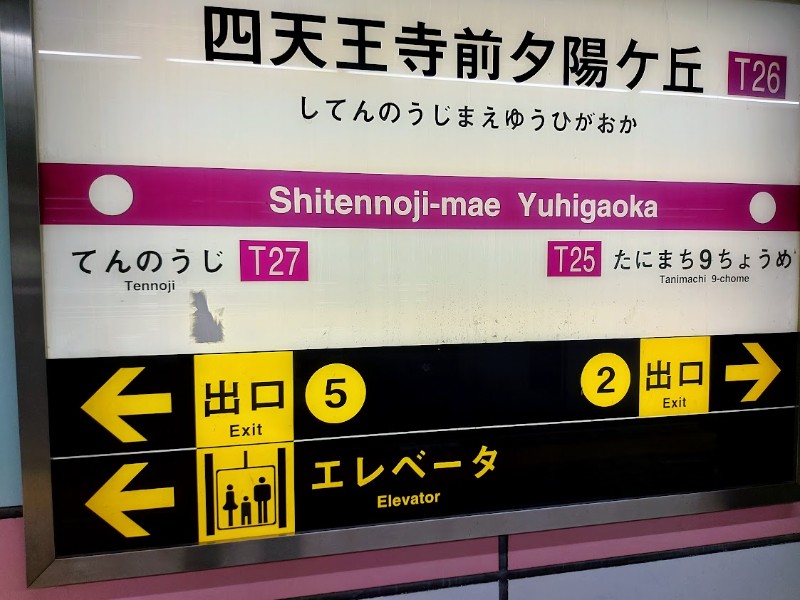 四天王寺前夕陽ケ丘 T26
してんのうじまえゆうひがおか
Shitennoji-mae Yuhigaoka
てんのうじ T27
Tennoji
T25 たにまち9ちょうめ
Tanimachi 9-chome
出口 5
Exit
2 出口
Exit
エレベータ
Elevator